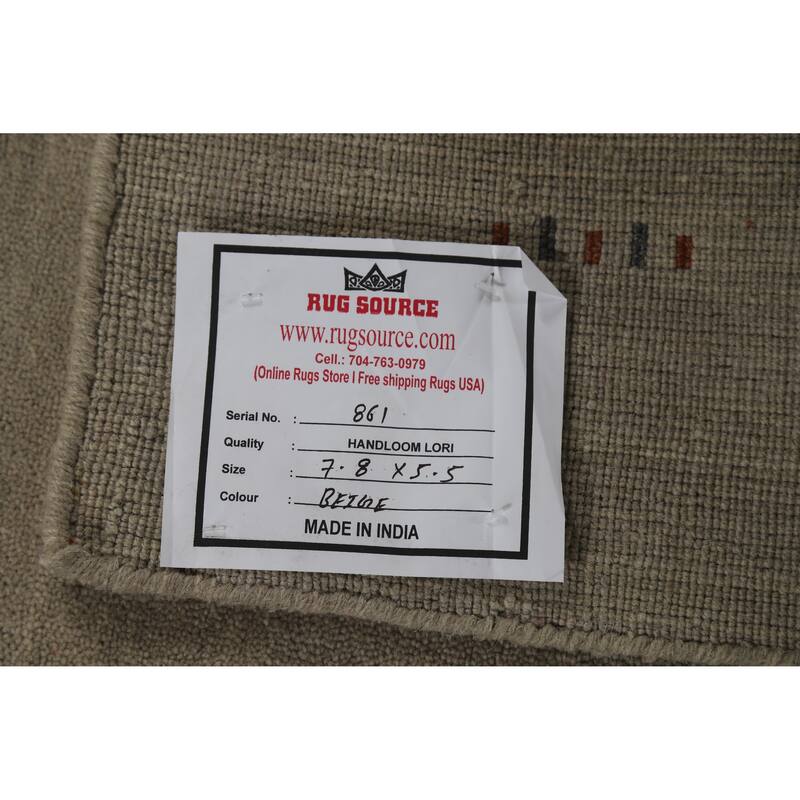 RUG SOURCE
www.rugsource.com
Cell.: 704-763-0979
(Online Rugs Store I Free shipping Rugs USA)
Serial No. : 861
Quality : HANDLOOM LORI
Size : 7.8 X 5.5
Colour : BEIGE
MADE IN INDIA